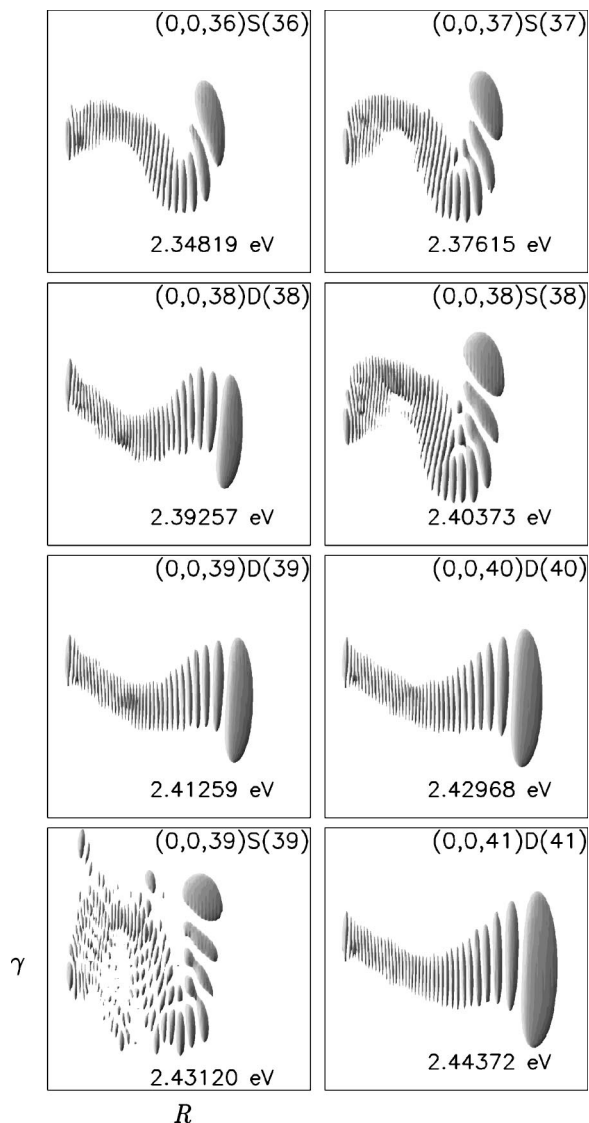 (0,0,36)S(36)
2.34819 eV
(0,0,37)S(37)
2.37615 eV
(0,0,38)D(38)
2.39257 eV
(0,0,38)S(38)
2.40373 eV
(0,0,39)D(39)
2.41259 eV
(0,0,40)D(40)
2.42968 eV
(0,0,39)S(39)
2.43120 eV
(0,0,41)D(41)
2.44372 eV
γ
R